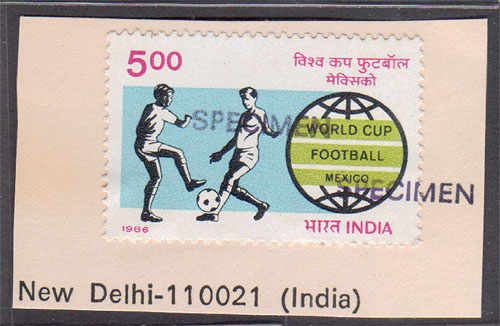 5.00
विश्व कप फुटबॉल
मेक्सिको
SPECIMEN
WORLD CUP
FOOTBALL
MEXICO
SPECIMEN
1986
भारत INDIA
New Delhi-110021 (India)